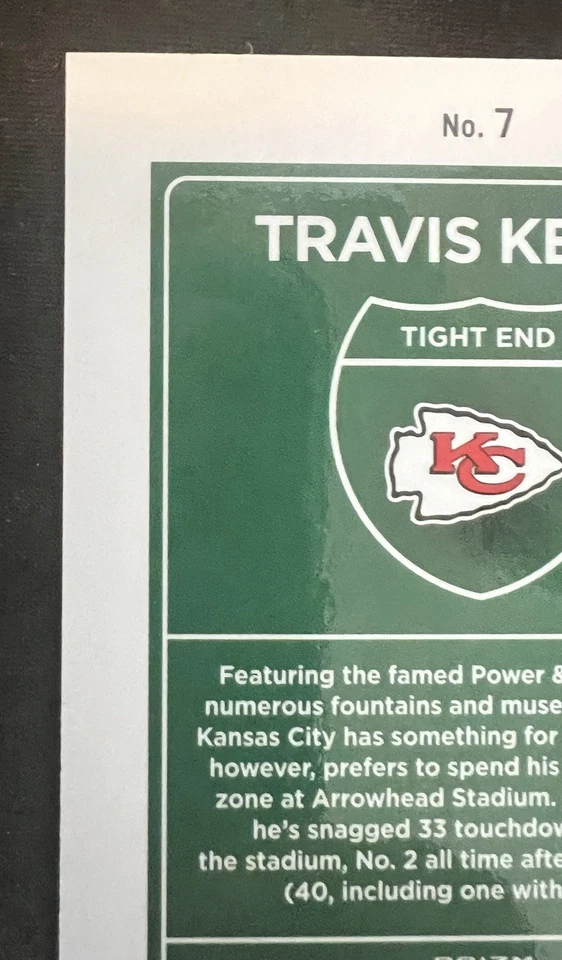 No. 7
TRAVIS KE
TIGHT END
KC
Featuring the famed Power &
numerous fountains and muse
Kansas City has something for
however, prefers to spend his
zone at Arrowhead Stadium.
he's snagged 33 touchdow
the stadium, No. 2 all time afte
(40, including one with